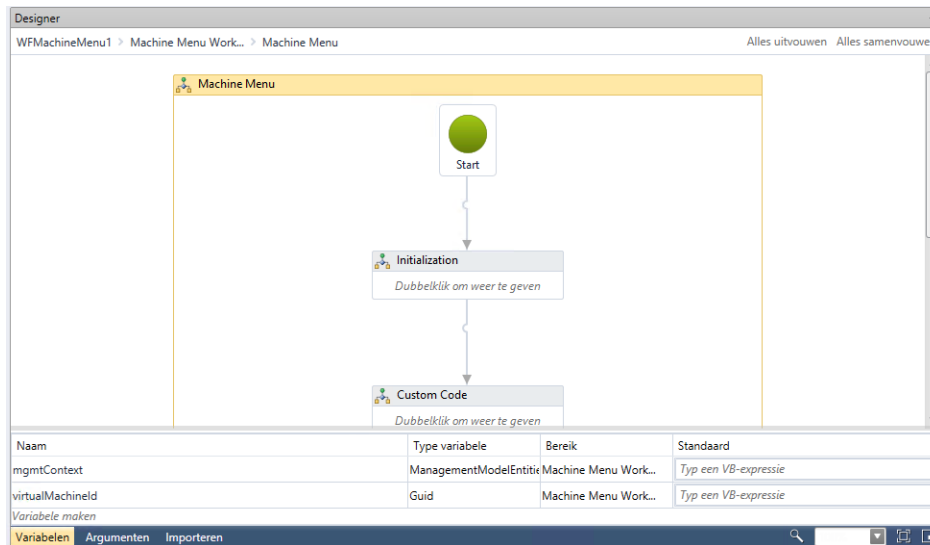 Designer
WFMachineMenu1 > Machine Menu Work... > Machine Menu Alles uitvouwen Alles samenvouwe
Machine Menu
Start
Initialization
Dubbelklik om weer te geven
Custom Code
Dubbelklik om weer te geven
Naam Type variabele Bereik Standaard
mgmtContext ManagementModelEntitie Machine Menu Work... Typ een VB-expressie
virtualMachineId Guid Machine Menu Work... Typ een VB-expressie
Variabele maken
Variabelen Argumenten Importeren